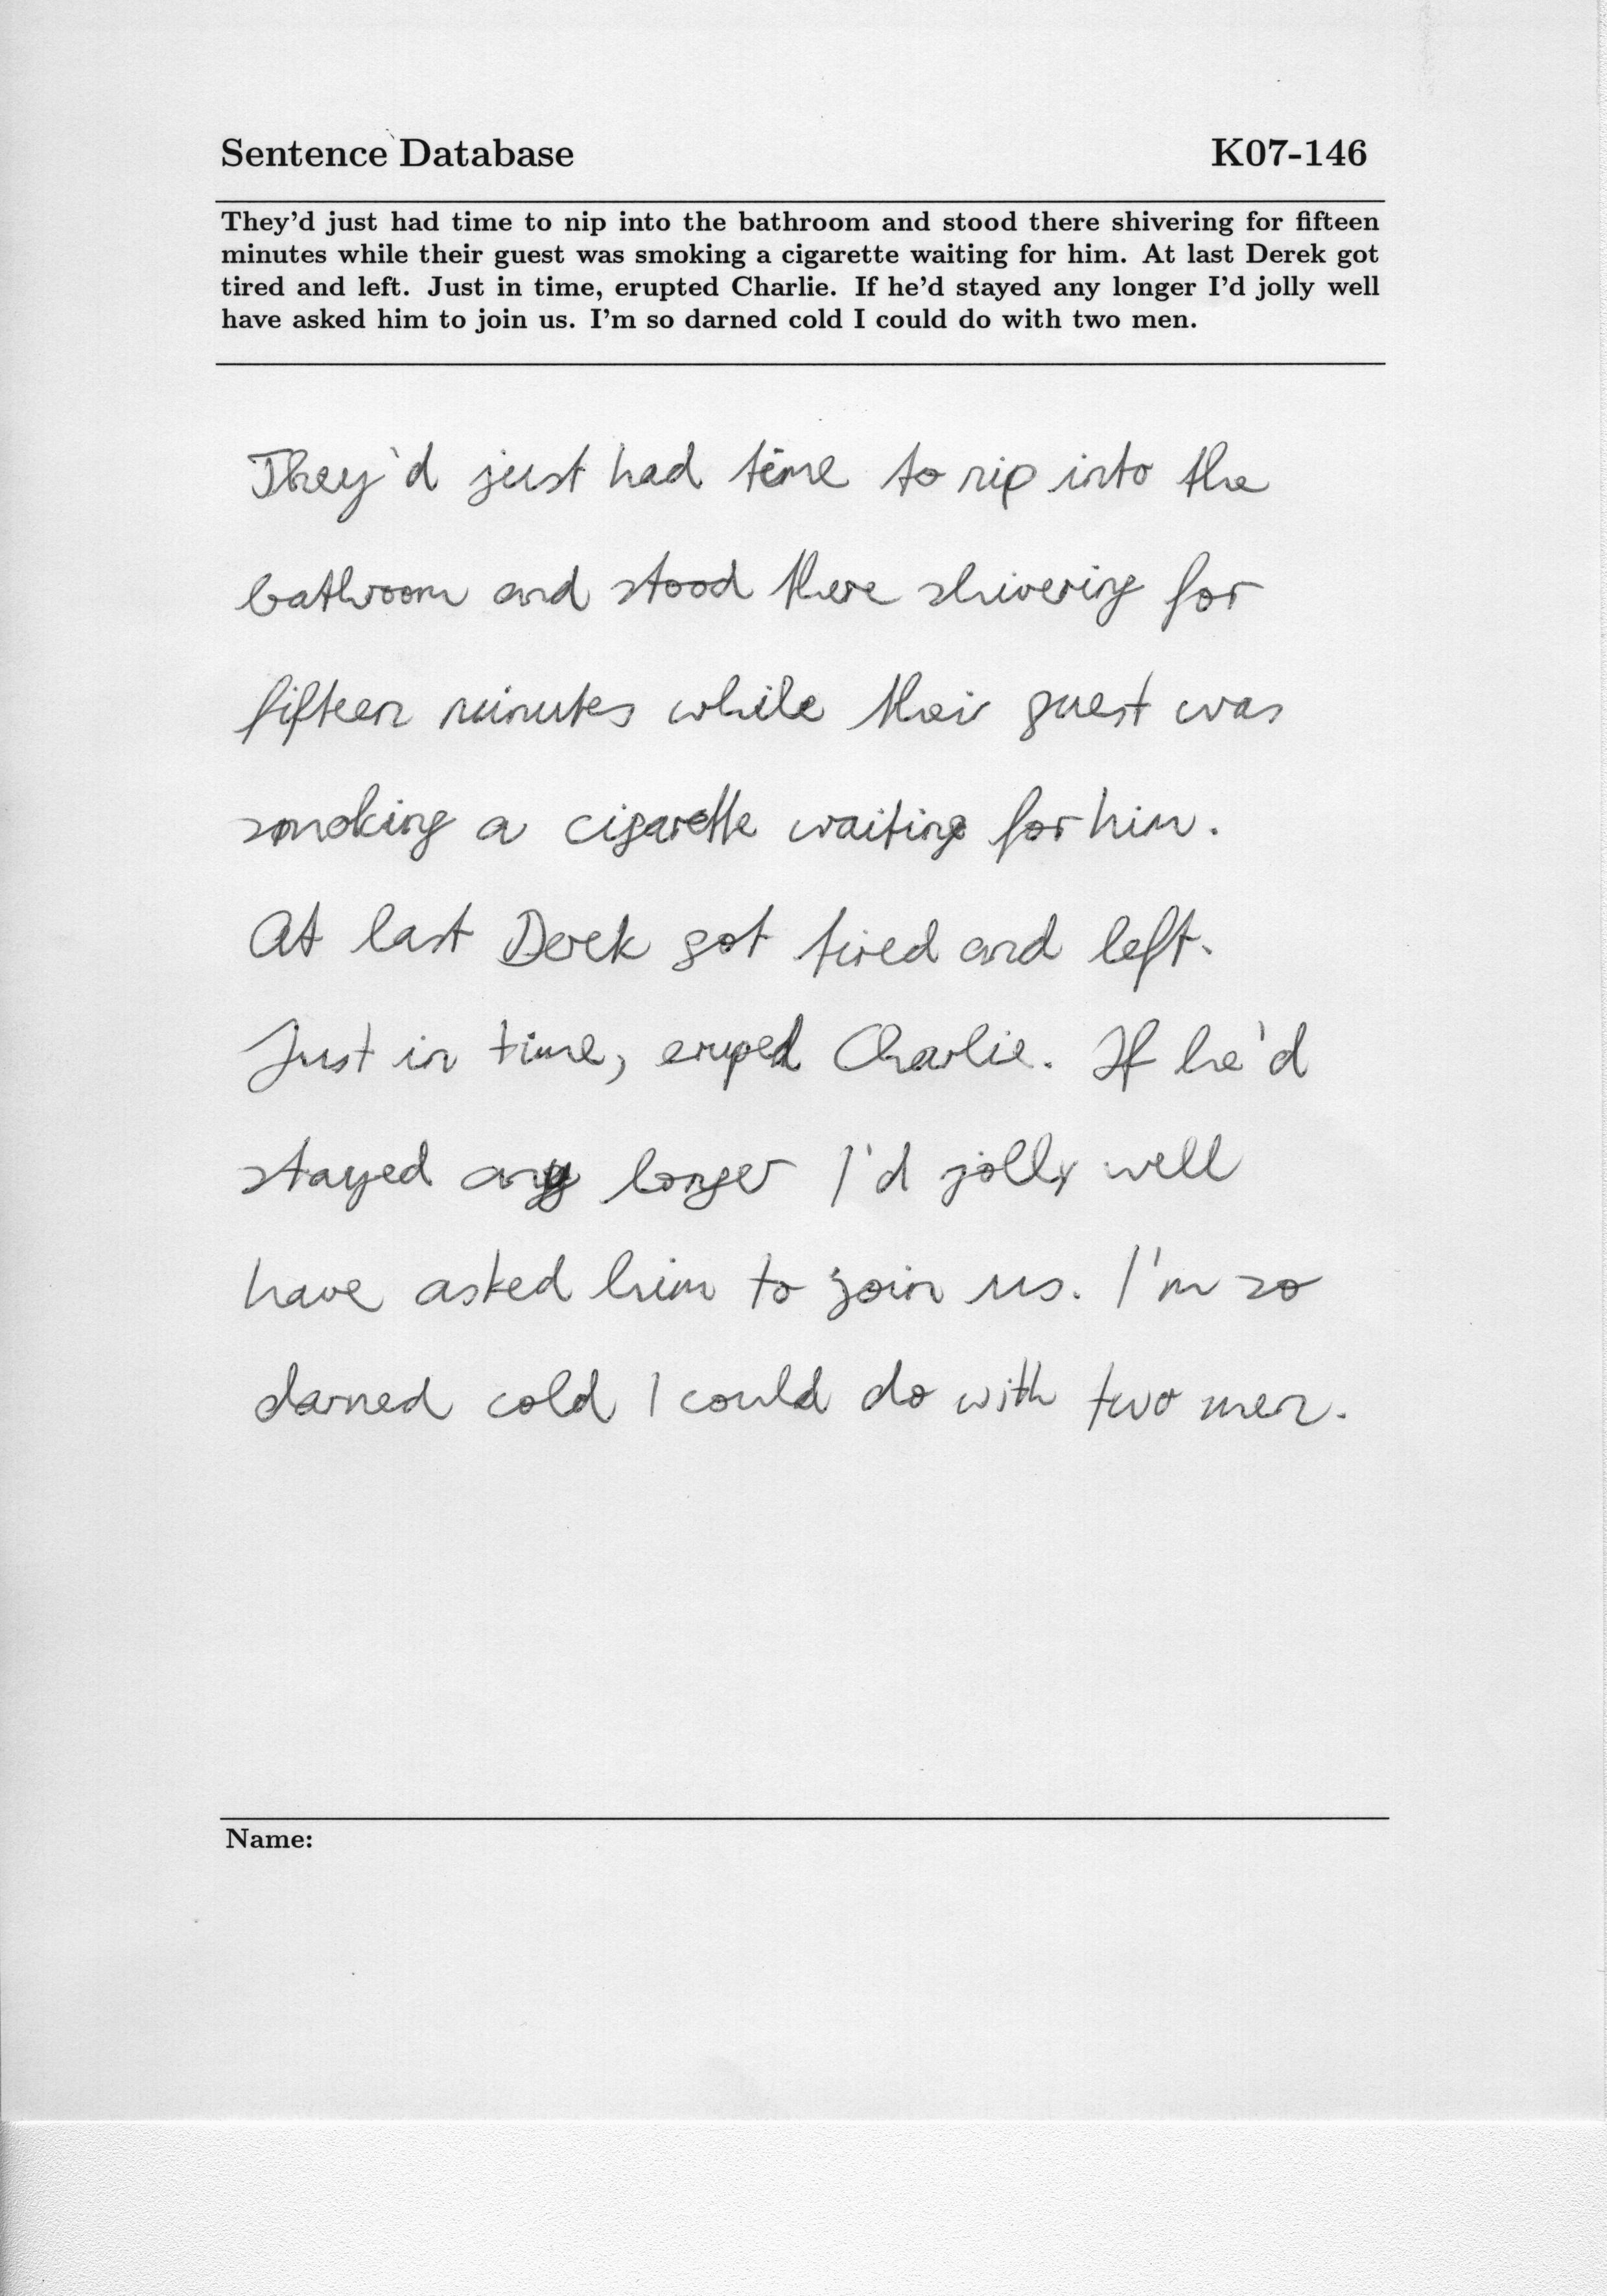 Sentence Database K07-146
They'd just had time to nip into the bathroom and stood there shivering for fifteen
minutes while their guest was smoking a cigarette waiting for him. At last Derek got
tired and left. Just in time, erupted Charlie. If he'd stayed any longer I'd jolly well
have asked him to join us. I'm so darned cold I could do with two men.
They'd just had time to nip into the
bathroom and stood there shivering for
fifteen minutes while their guest was
smoking a cigarette waiting for him.
At last Derek got tired and left.
Just in time, eruped Charlie. If he'd
stayed any longer I'd jolly well
have asked him to join us. I'm so
darned cold I could do with two men.
Name: